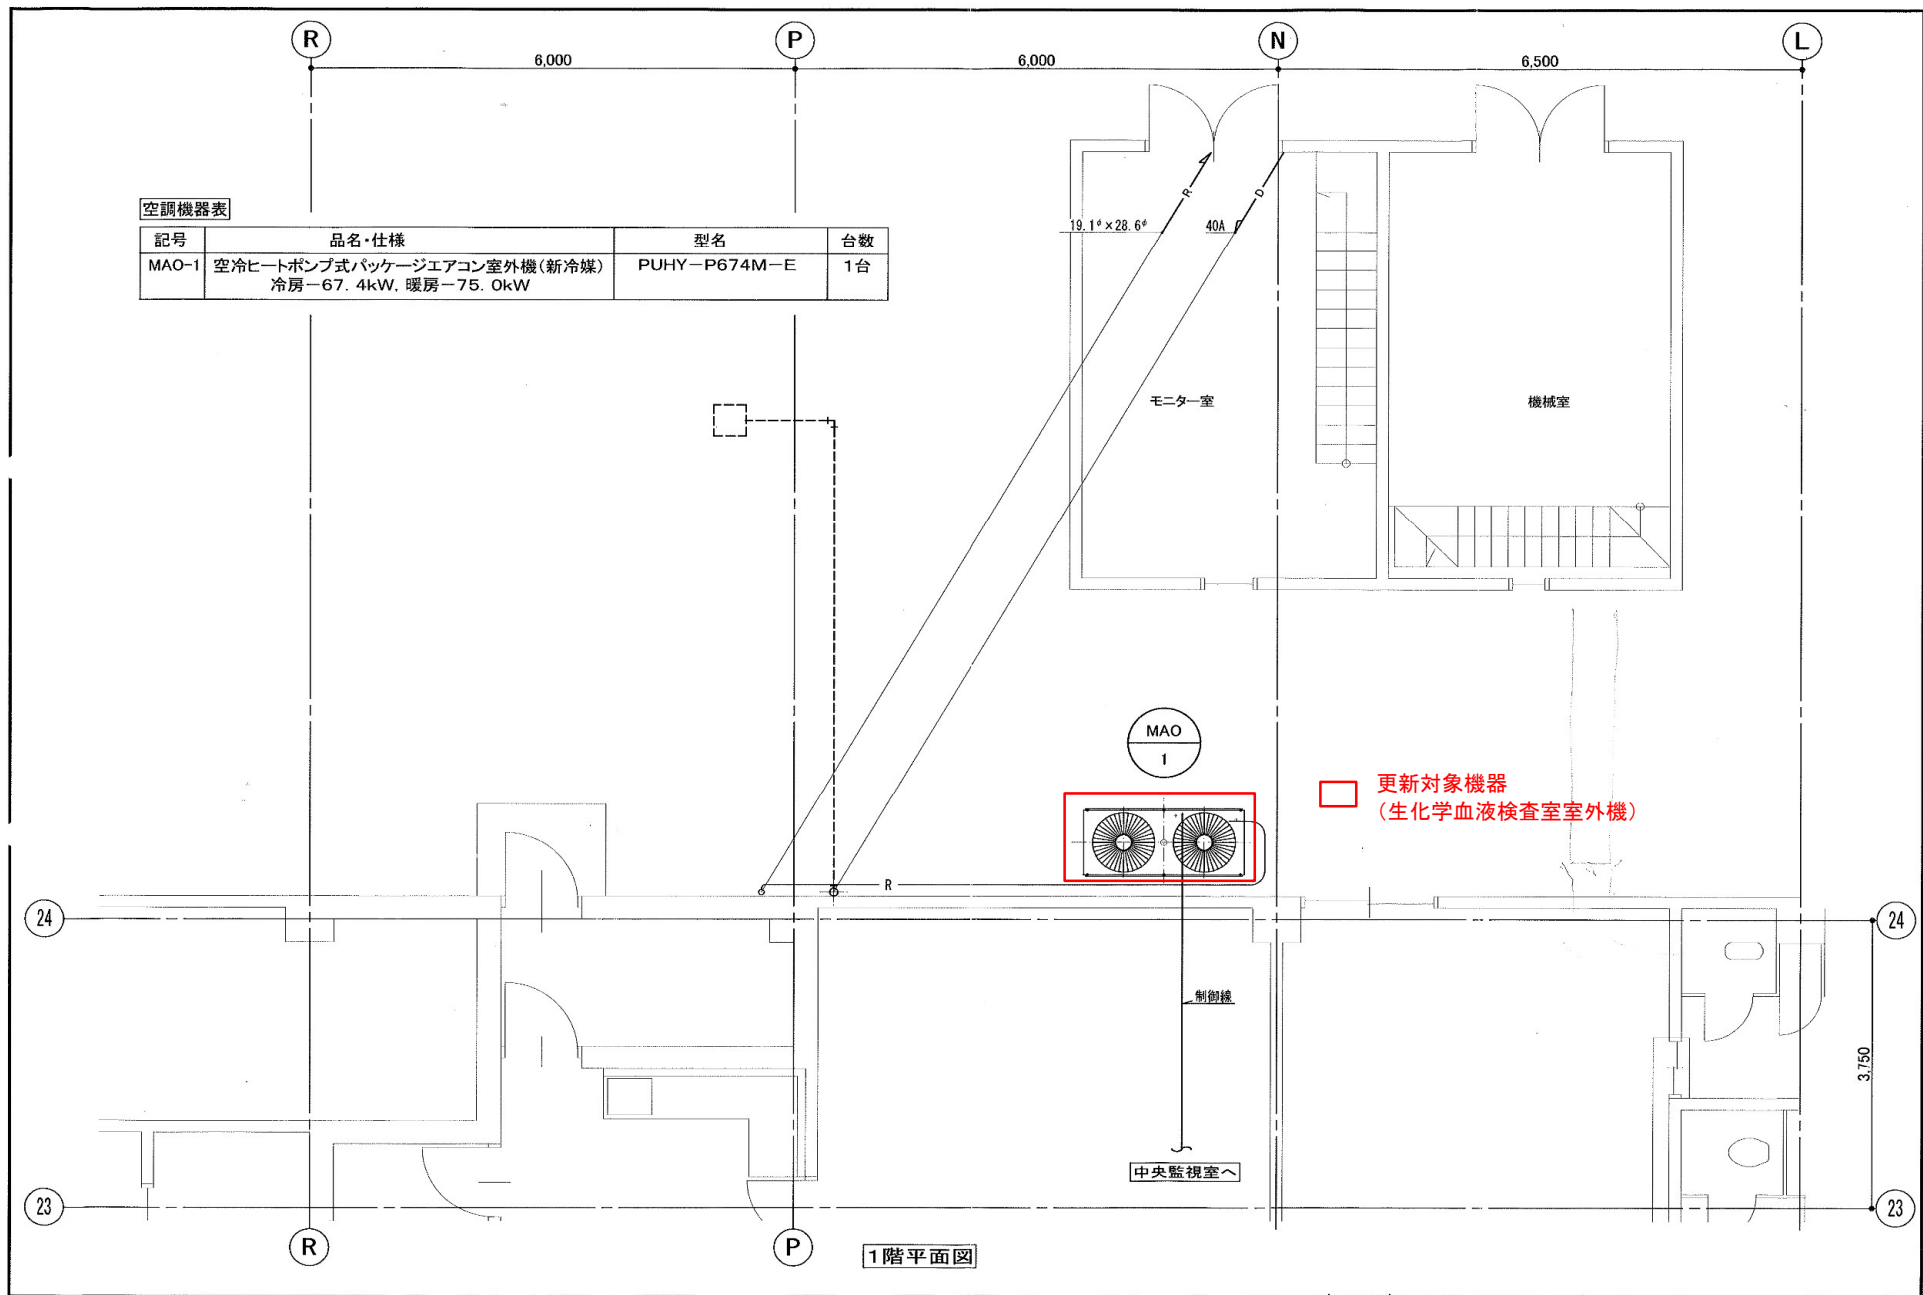 R P N L
6,000 6,000 6,500
空調機器表
記号 品名・仕様 型名 台数
MAO-1 空冷ヒートポンプ式パッケージエアコン室外機(新冷媒) PUHY-P674M-E 1台
冷房-67.4kW, 暖房-75.0kW
R D
19.1φ×28.6φ 40A
モニター室 機械室
MAO
1
更新対象機器
(生化学血液検査室室外機)
R
24 24
制御線
3,750
中央監視室へ
23 23
R P
1階平面図